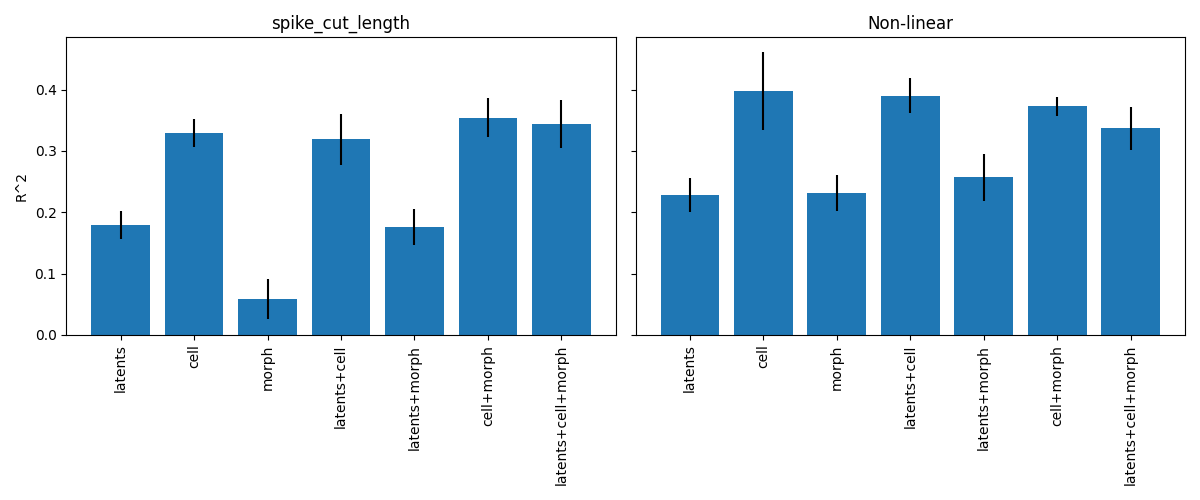 spike_cut_length
Non-linear
R^2
0.4
0.3
0.2
0.1
0.0
latents
cell
morph
latents+cell
latents+morph
cell+morph
latents+cell+morph
latents
cell
morph
latents+cell
latents+morph
cell+morph
latents+cell+morph